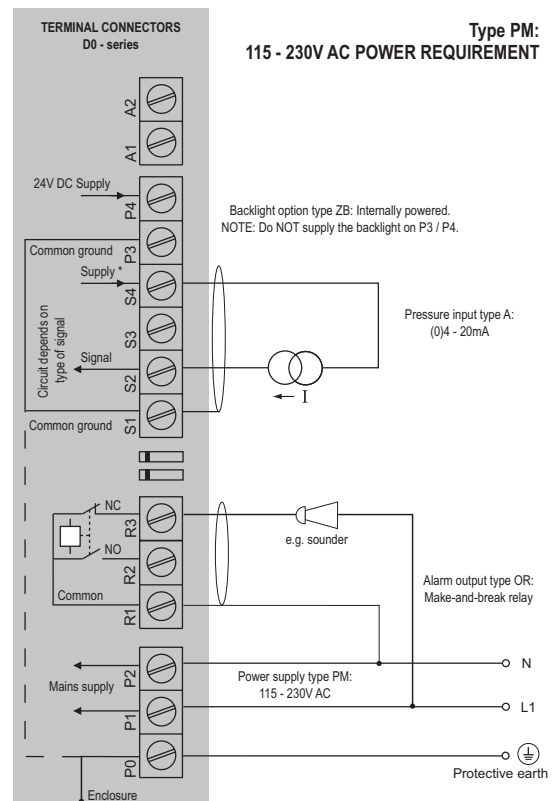 TERMINAL CONNECTORS
D0 - series
Type PM:
115 - 230V AC POWER REQUIREMENT
A2
A1
24V DC Supply
P4
Backlight option type ZB: Internally powered.
NOTE: Do NOT supply the backlight on P3 / P4.
Common ground
P3
Supply *
S4
Pressure input type A:
(0)4 - 20mA
Circuit depends on
type of signal
S3
Signal
S2
I
Common ground
S1
NC
R3
e.g. sounder
NO
R2
Alarm output type OR:
Make-and-break relay
Common
R1
N
P2
Mains supply
Power supply type PM:
115 - 230V AC
L1
P1
P0
Protective earth
Enclosure